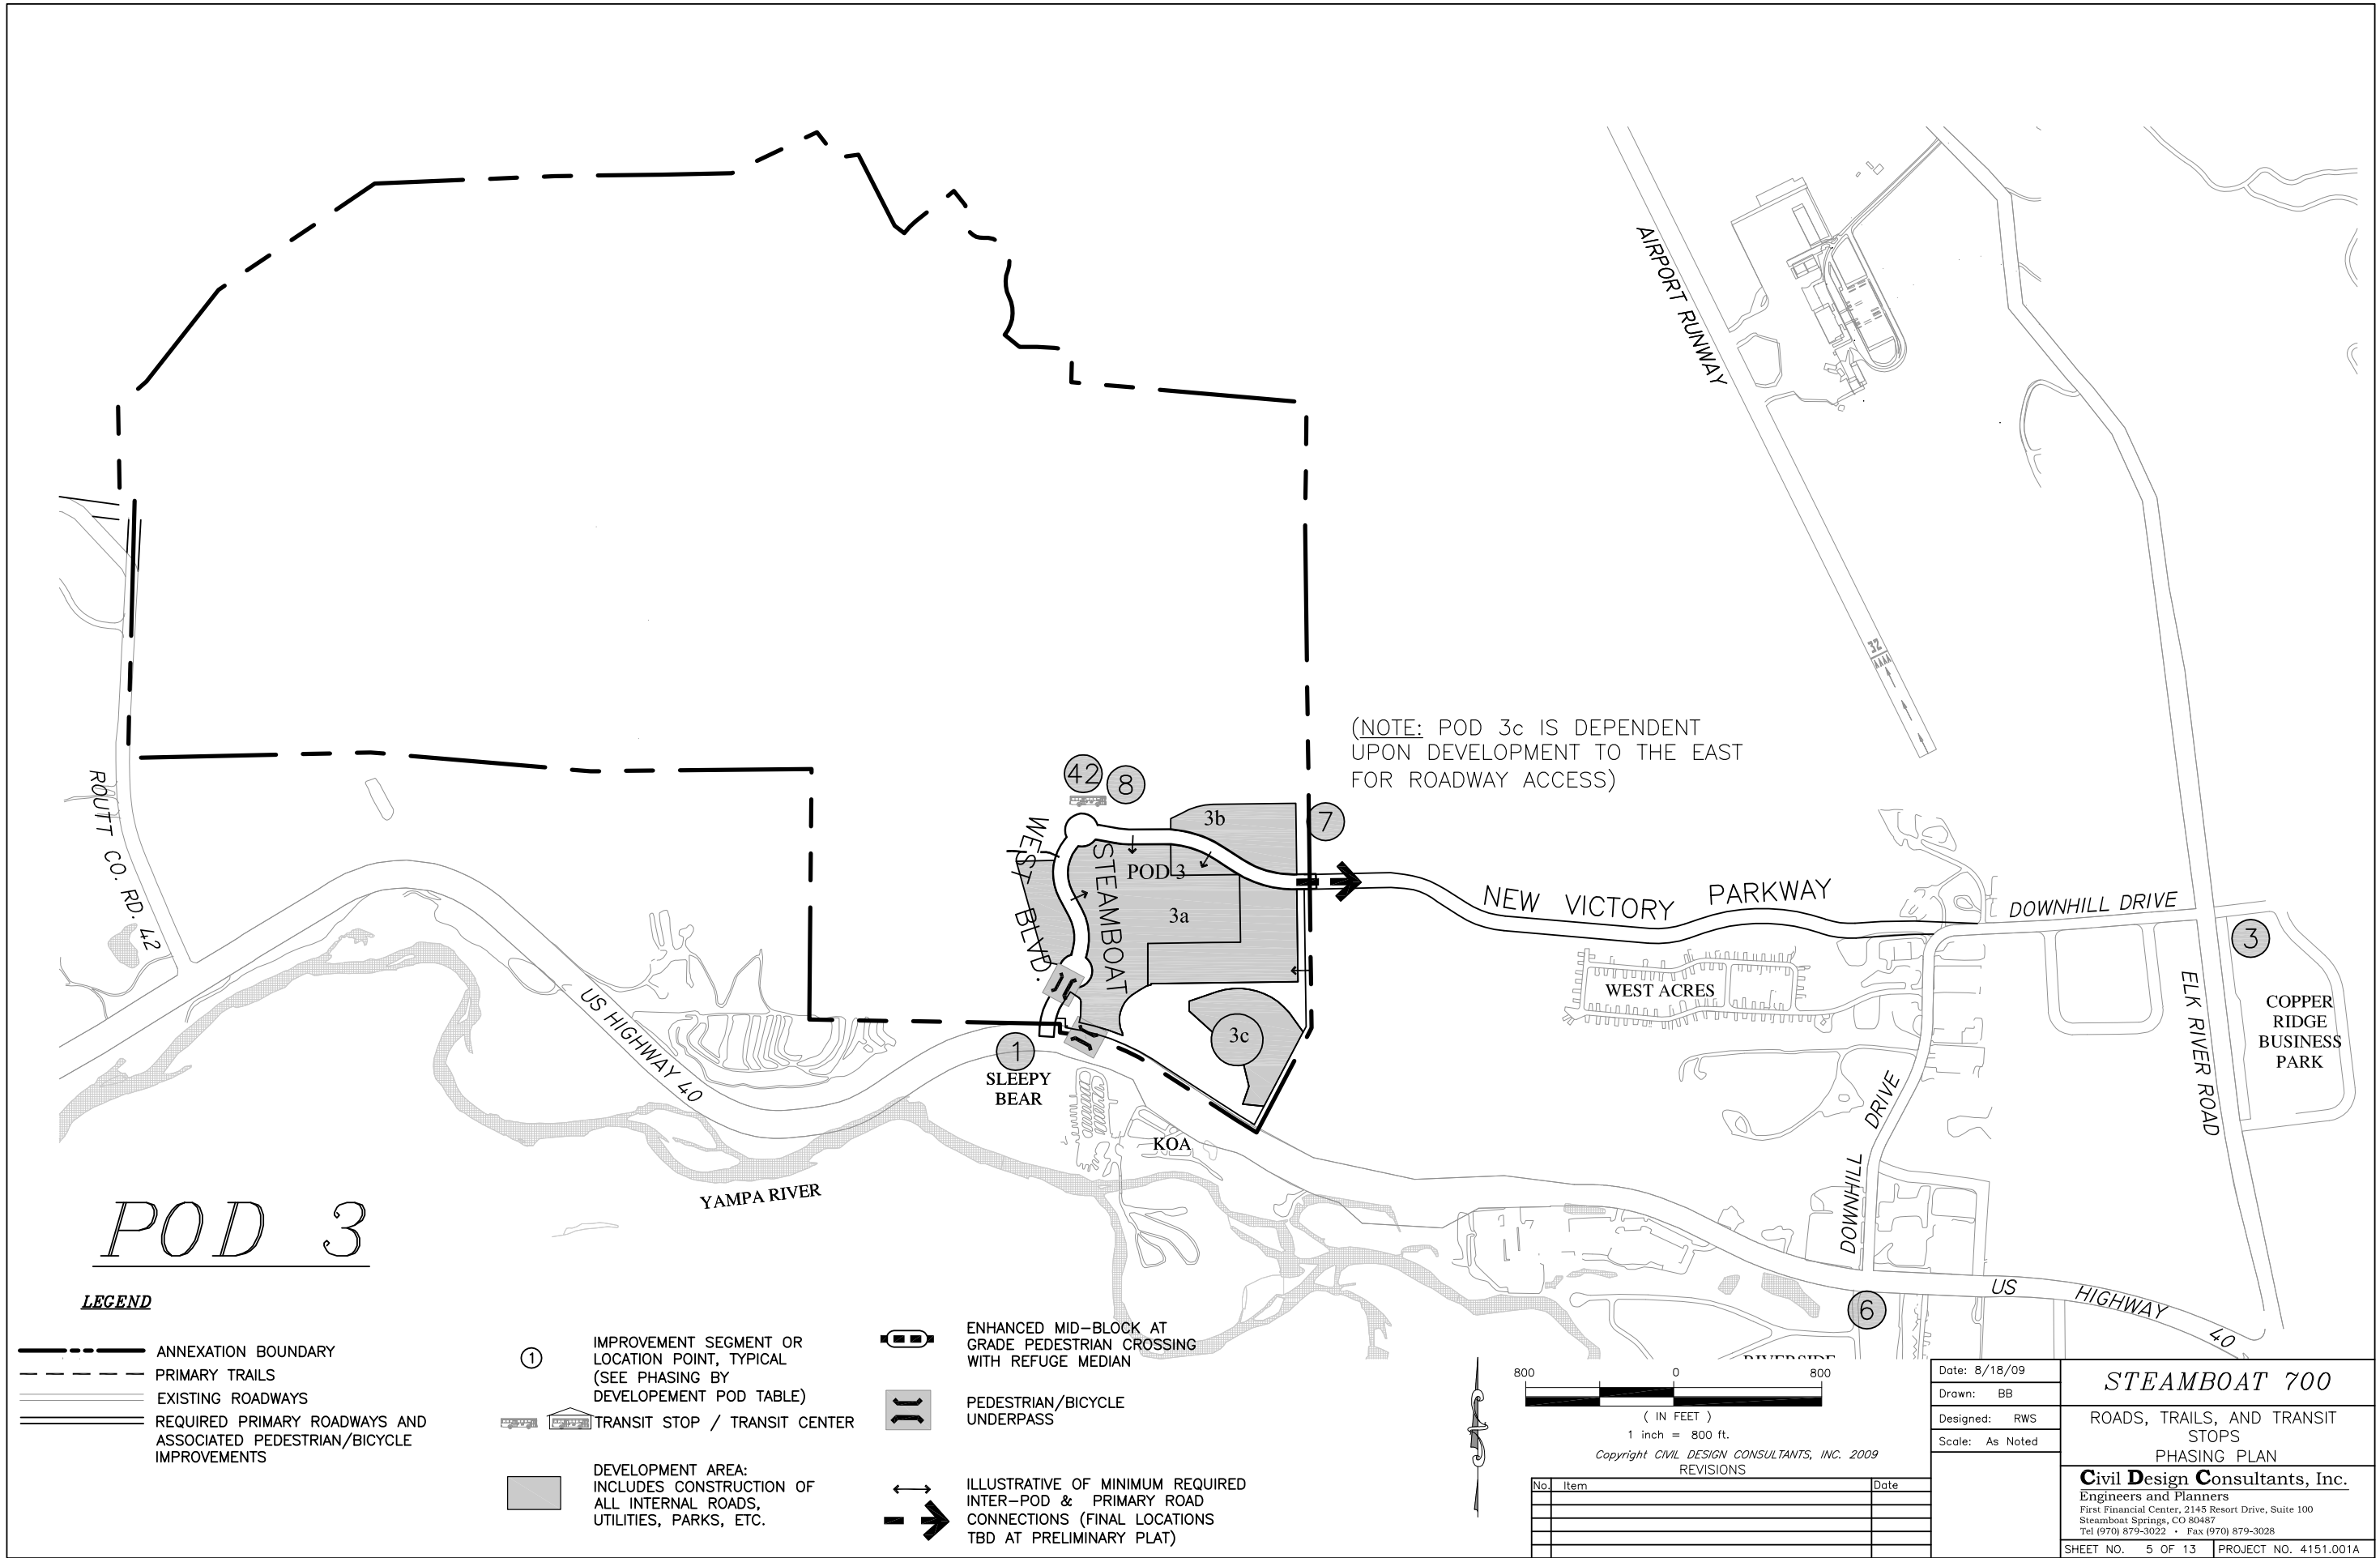 AIRPORT RUNWAY
32
(NOTE: POD 3c IS DEPENDENT
UPON DEVELOPMENT TO THE EAST
FOR ROADWAY ACCESS)
42
8
7
3b
POD 3
3a
3c
WEST
STEAMBOAT
BLVD.
NEW VICTORY PARKWAY
DOWNHILL DRIVE
3
ROUTT CO. RD. 42
US HIGHWAY 40
1
SLEEPY
BEAR
KOA
YAMPA RIVER
WEST ACRES
ELK RIVER ROAD
COPPER
RIDGE
BUSINESS
PARK
DOWNHILL DRIVE
6
US HIGHWAY 40
RIVERSIDE
POD 3
LEGEND
ANNEXATION BOUNDARY
PRIMARY TRAILS
EXISTING ROADWAYS
REQUIRED PRIMARY ROADWAYS AND
ASSOCIATED PEDESTRIAN/BICYCLE
IMPROVEMENTS
1
IMPROVEMENT SEGMENT OR
LOCATION POINT, TYPICAL
(SEE PHASING BY
DEVELOPEMENT POD TABLE)
TRANSIT STOP / TRANSIT CENTER
DEVELOPMENT AREA:
INCLUDES CONSTRUCTION OF
ALL INTERNAL ROADS,
UTILITIES, PARKS, ETC.
ENHANCED MID-BLOCK AT
GRADE PEDESTRIAN CROSSING
WITH REFUGE MEDIAN
PEDESTRIAN/BICYCLE
UNDERPASS
ILLUSTRATIVE OF MINIMUM REQUIRED
INTER-POD & PRIMARY ROAD
CONNECTIONS (FINAL LOCATIONS
TBD AT PRELIMINARY PLAT)
800 0 800
( IN FEET )
1 inch = 800 ft.
Copyright CIVIL DESIGN CONSULTANTS, INC. 2009
REVISIONS
No. Item Date
Date: 8/18/09
Drawn: BB
Designed: RWS
Scale: As Noted
STEAMBOAT 700
ROADS, TRAILS, AND TRANSIT
STOPS
PHASING PLAN
Civil Design Consultants, Inc.
Engineers and Planners
First Financial Center, 2145 Resort Drive, Suite 100
Steamboat Springs, CO 80487
Tel (970) 879-3022 • Fax (970) 879-3028
SHEET NO. 5 OF 13 PROJECT NO. 4151.001A